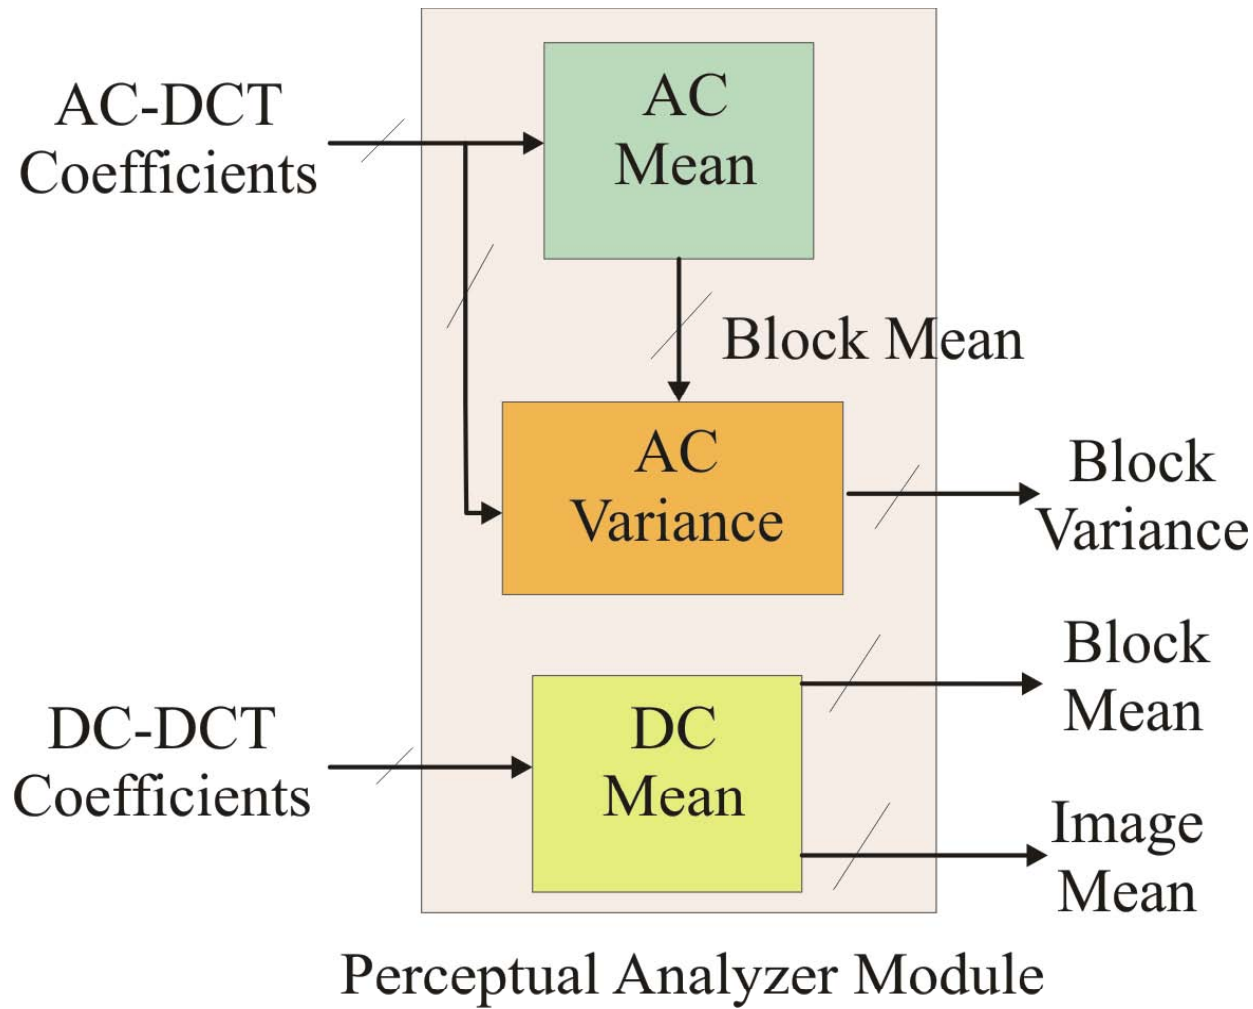 AC-DCT
Coefficients
AC
Mean
Block Mean
AC
Variance
Block
Variance
DC-DCT
Coefficients
DC
Mean
Block
Mean
Image
Mean
Perceptual Analyzer Module